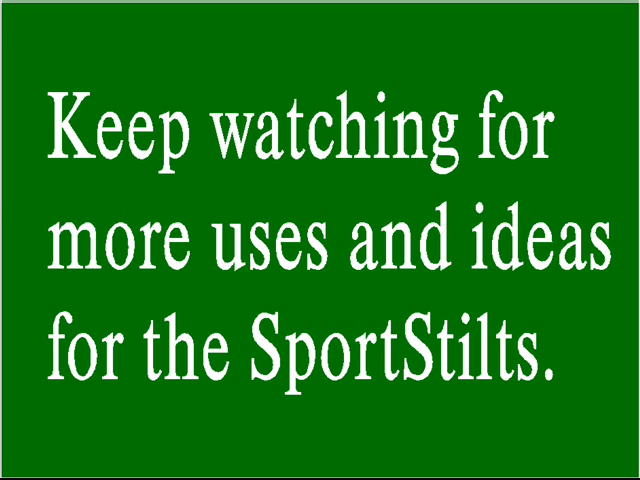 Keep watching for
more uses and ideas
for the SportStilts.